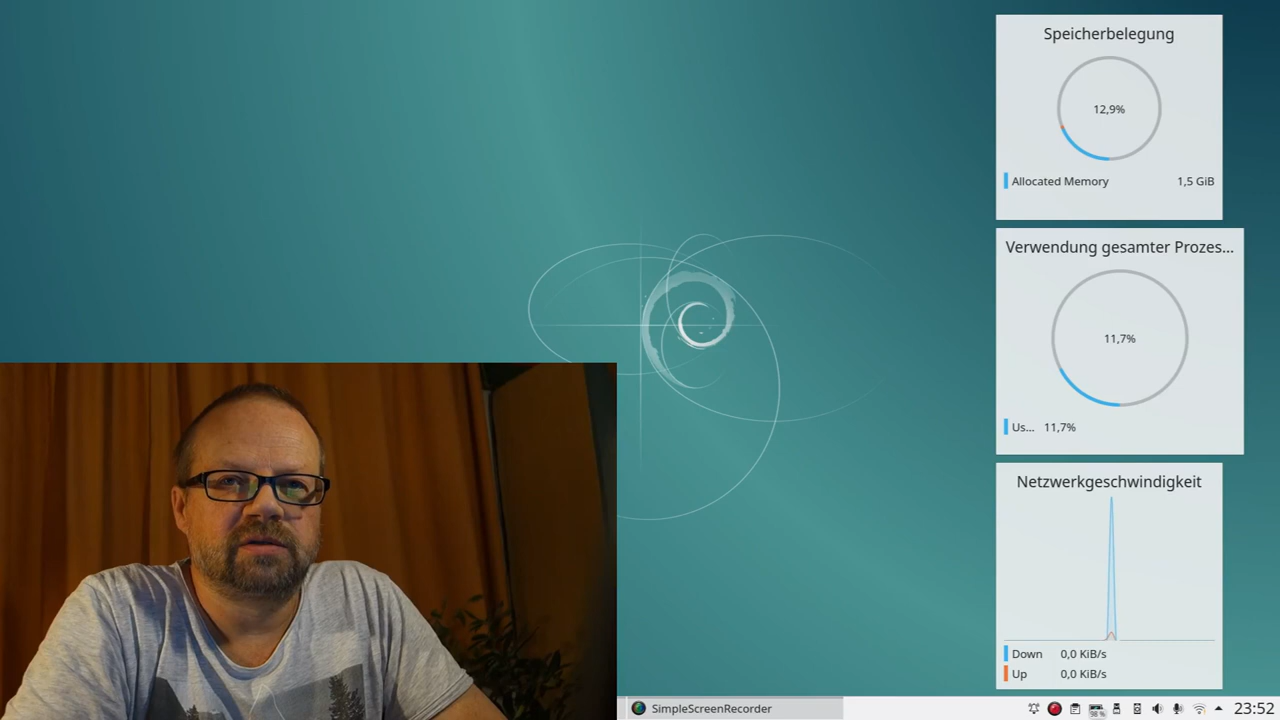 Speicherbelegung
12,9%
Allocated Memory 1,5 GiB
Verwendung gesamter Prozes...
11,7%
Us... 11,7%
Netzwerkgeschwindigkeit
Down 0,0 KiB/s
Up 0,0 KiB/s
SimpleScreenRecorder
98 %
23:52